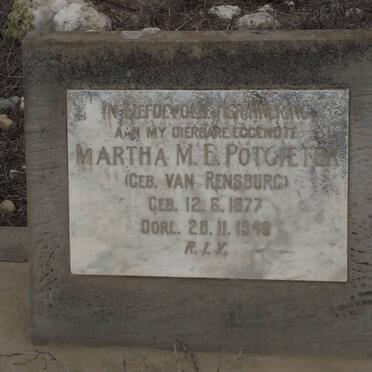 IN LIEFDEVOLLE HERINNERING
AAN MY DIERBARE EGGENOTE
MARTHA M. E. POTGIETER
(GEB. VAN RENSBURG)
GEB. 12. 6. 1877
OORL. 28. 11. 1948
R. I. V.